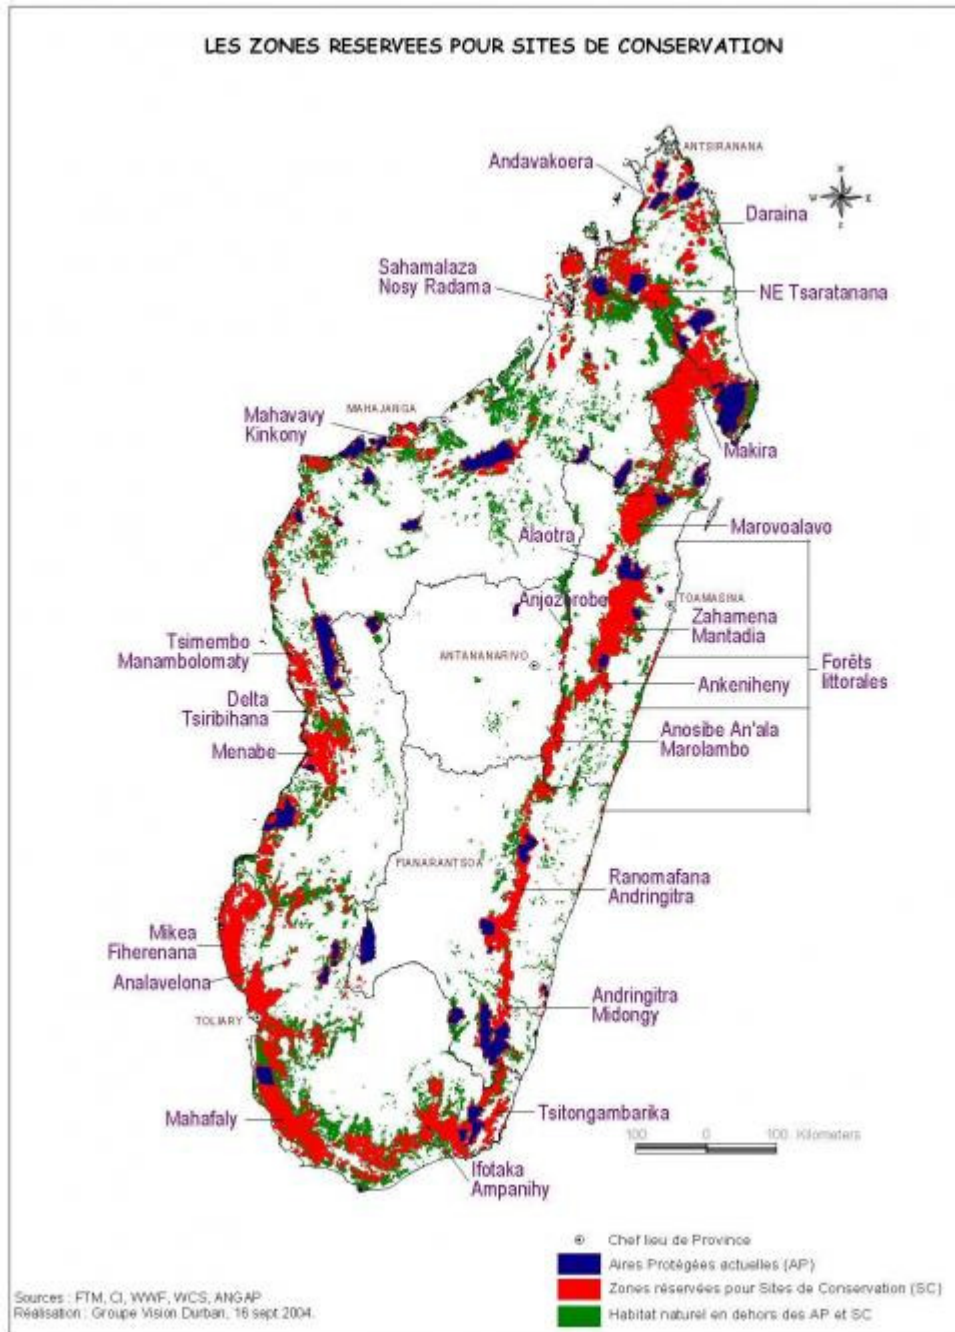 LES ZONES RESERVEES POUR SITES DE CONSERVATION
ANTSIRANANA
Andavakoera
N
W
E
S
Daraina
Sahamalaza
Nosy Radama
NE Tsaratanana
Mahavavy
Kinkony
MAHAJANGA
Makira
Marovoalavo
Alaotra
Anjozorobe
TOAMASINA
Zahamena
Mantadia
Tsimembo
Manambolomaty
ANTANANARIVO
Forêts
littorales
Ankeniheny
Delta
Tsiribihana
Anosibe An'ala
Marolambo
Menabe
FIANARANTSOA
Ranomafana
Andringitra
Mikea
Fiherenana
Analavelona
Andringitra
Midongy
TOLIARY
Mahafaly
Tsitongambarika
100 0 100 Kilometers
Ifotaka
Ampanihy
Chef lieu de Province
Aires Protégées actuelles (AP)
Zones réservées pour Sites de Conservation (SC)
Habitat naturel en dehors des AP et SC
Sources : FTM, CI, WWF, WCS, ANGAP
Réalisation : Groupe Vision Durban, 16 sept 2004.